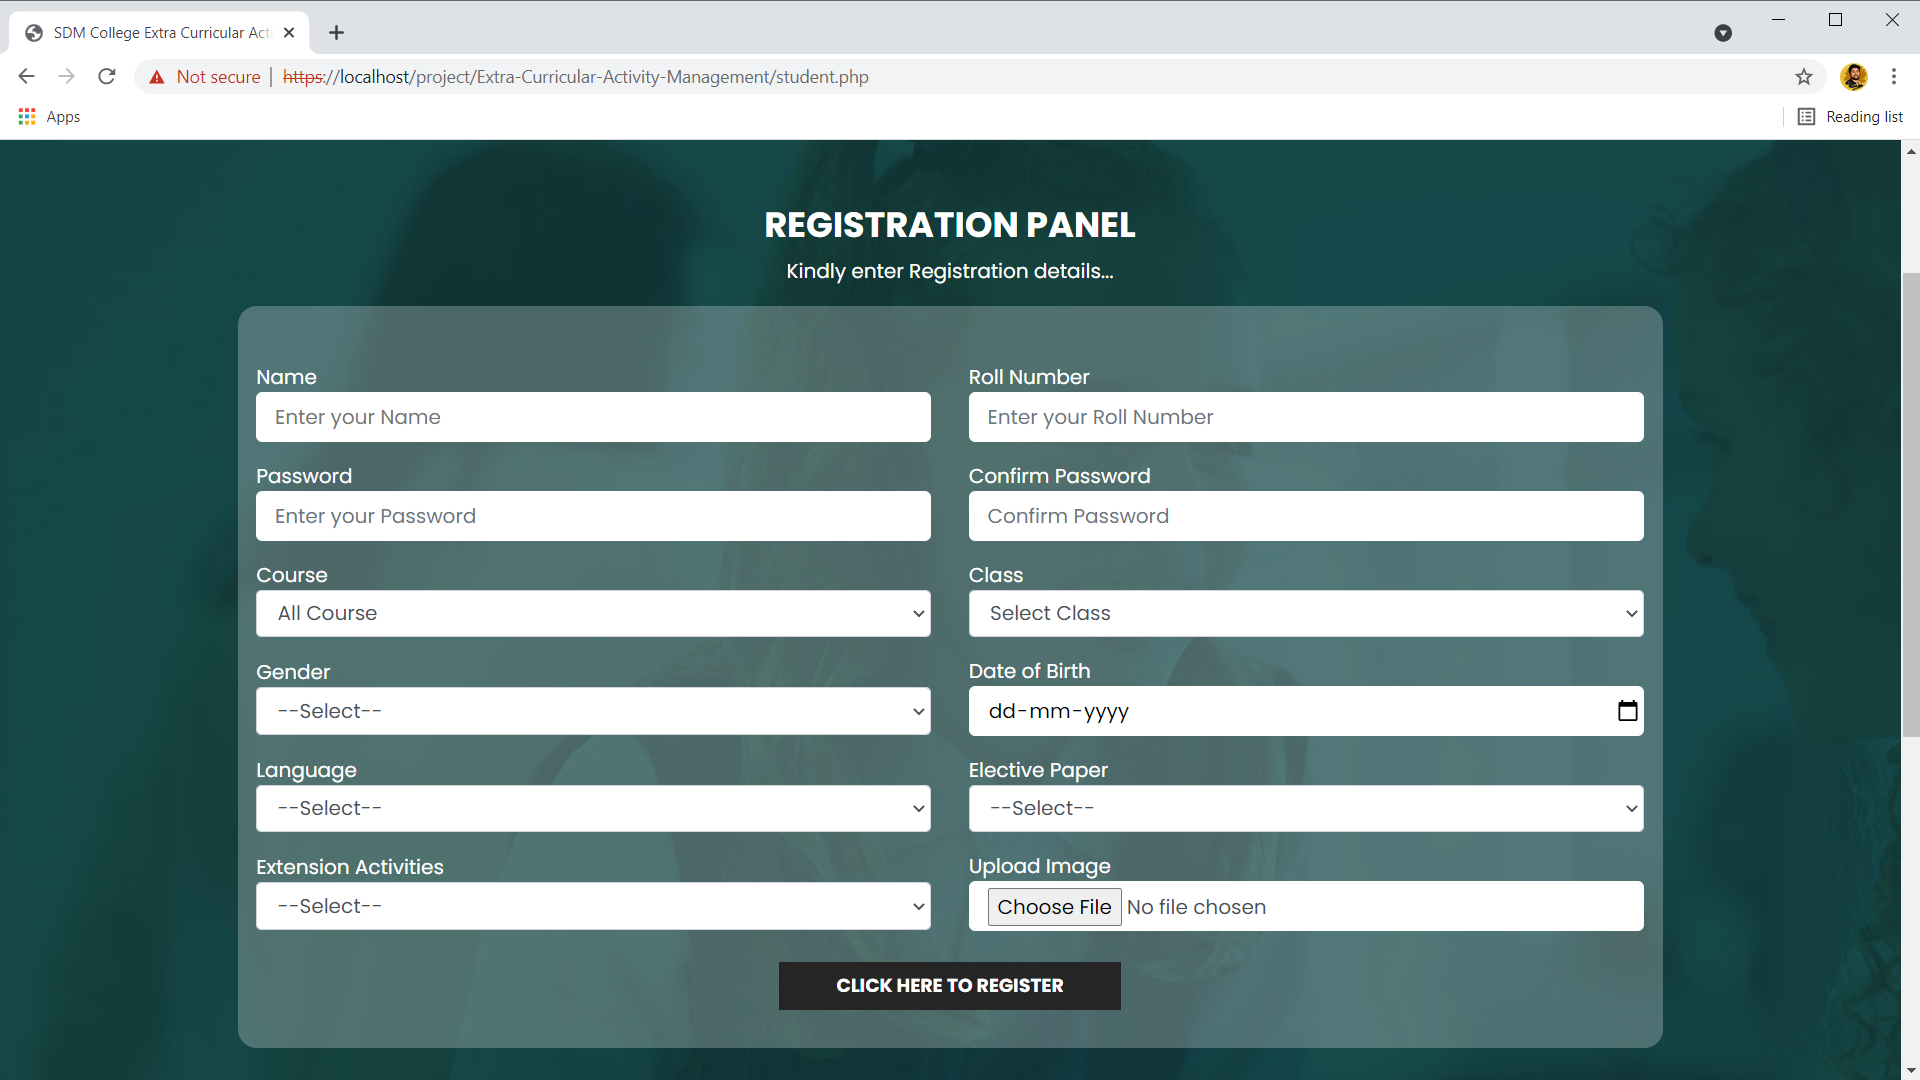 SDM College Extra Curricular Acti
Not secure | https://localhost/project/Extra-Curricular-Activity-Management/student.php
Apps
Reading list
REGISTRATION PANEL
Kindly enter Registration details...
Name
Roll Number
Enter your Name
Enter your Roll Number
Password
Confirm Password
Enter your Password
Confirm Password
Course
Class
All Course
Select Class
Gender
Date of Birth
--Select--
dd-mm-yyyy
Language
Elective Paper
--Select--
--Select--
Extension Activities
Upload Image
--Select--
Choose File No file chosen
CLICK HERE TO REGISTER